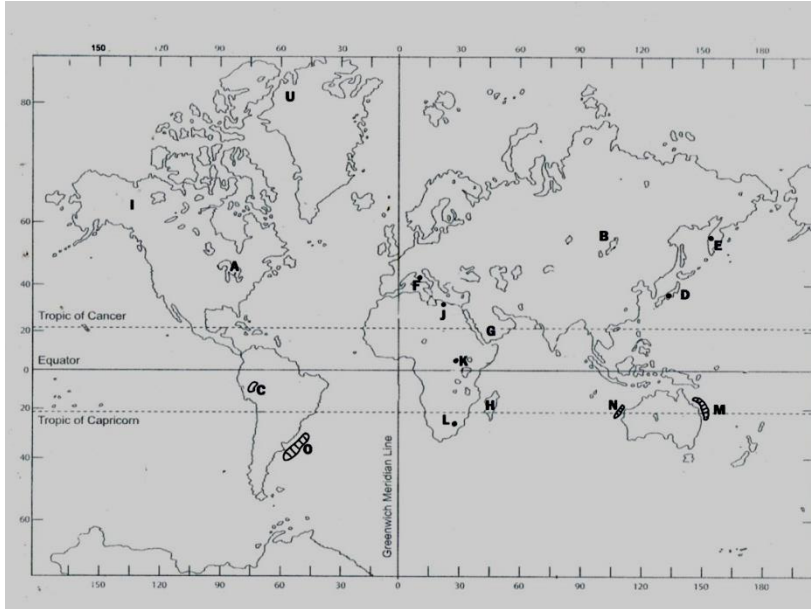 150 90 60 30 0 30 60 90 120 150 180
U
80
I
60
B
E
A
40
F
D
J
Tropic of Cancer
G
20
K
Equator
0
C
H
N
M
20
Tropic of Capricorn
L
O
40
Greenwich Meridian Line
60
150 120 90 60 30 0 30 60 90 120 150 180